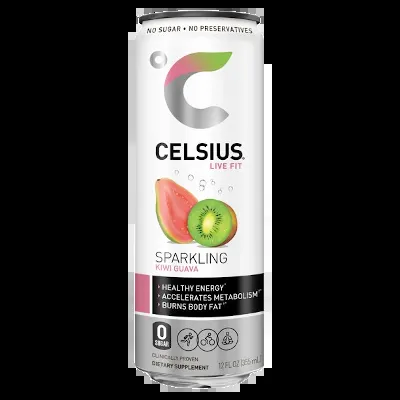 NO SUGAR • NO PRESERVATIVES
CELSIUS®
LIVE FIT
SPARKLING
KIWI GUAVA
• HEALTHY ENERGY*
• ACCELERATES METABOLISM*^
• BURNS BODY FAT*^
0
SUGAR
CLINICALLY PROVEN
DIETARY SUPPLEMENT
12 FL OZ (355 mL)